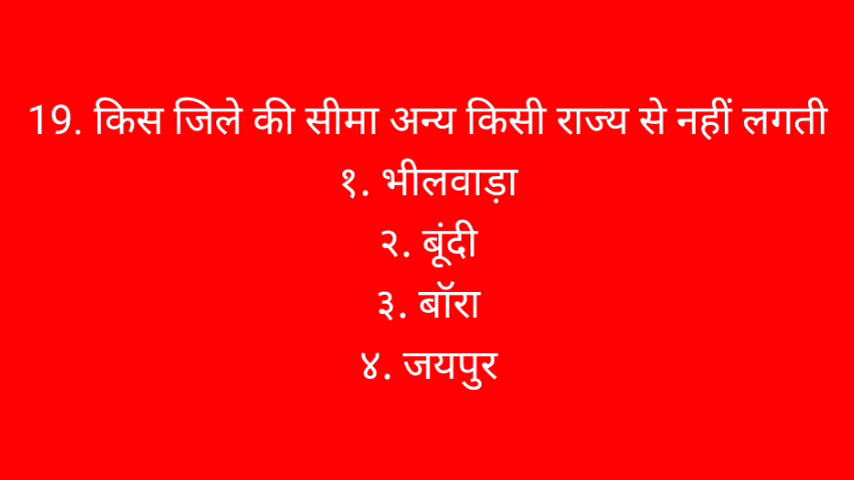 19. किस जिले की सीमा अन्य किसी राज्य से नहीं लगती
१. भीलवाड़ा
२. बूंदी
३. बॉरा
४. जयपुर